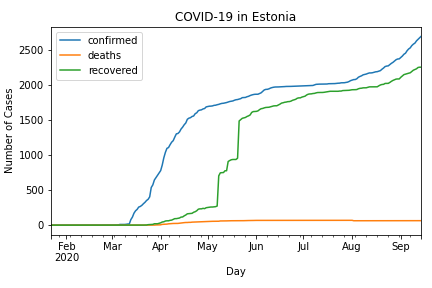 COVID-19 in Estonia
confirmed
deaths
recovered
Number of Cases
2500
2000
1500
1000
500
0
Feb Mar Apr May Jun Jul Aug Sep
2020
Day